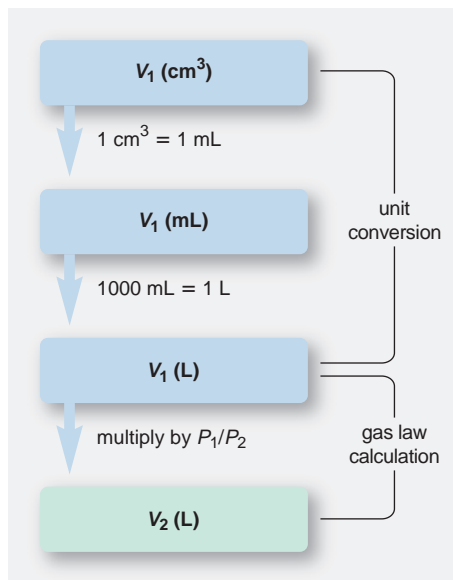 V₁ (cm³)
1 cm³ = 1 mL
V₁ (mL)
unit
conversion
1000 mL = 1 L
V₁ (L)
multiply by P₁/P₂
gas law
calculation
V₂ (L)